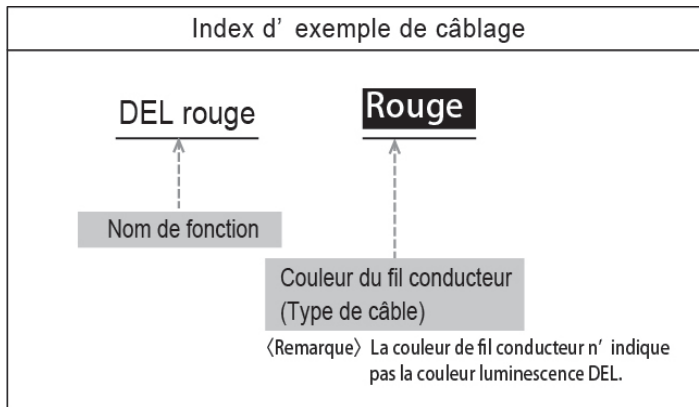 Index d’ exemple de câblage
DEL rouge
Rouge
Nom de fonction
Couleur du fil conducteur
(Type de câble)
〈Remarque〉 La couleur de fil conducteur n’ indique
pas la couleur luminescence DEL.